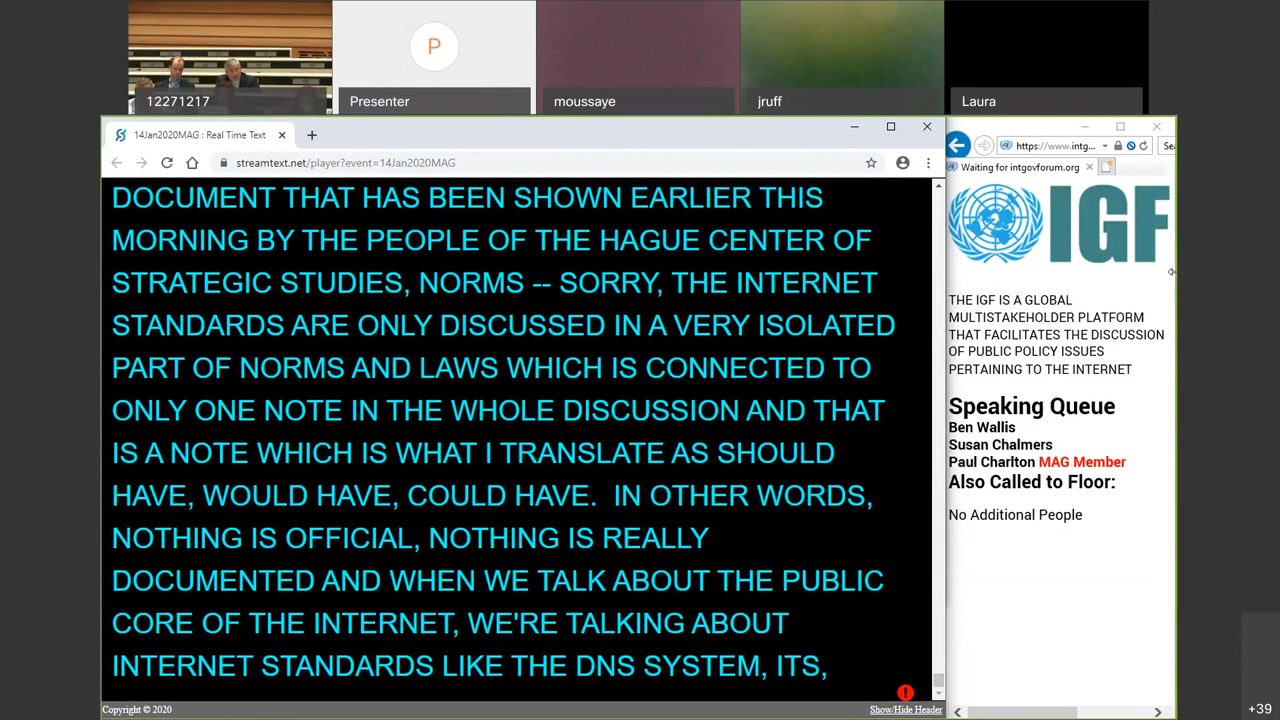 P
12271217
Presenter
moussaye
jruff
Laura
14Jan2020MAG : Real Time Text
streamtext.net/player?event=14Jan2020MAG
DOCUMENT THAT HAS BEEN SHOWN EARLIER THIS
MORNING BY THE PEOPLE OF THE HAGUE CENTER OF
STRATEGIC STUDIES, NORMS -- SORRY, THE INTERNET
STANDARDS ARE ONLY DISCUSSED IN A VERY ISOLATED
PART OF NORMS AND LAWS WHICH IS CONNECTED TO
ONLY ONE NOTE IN THE WHOLE DISCUSSION AND THAT
IS A NOTE WHICH IS WHAT I TRANSLATE AS SHOULD
HAVE, WOULD HAVE, COULD HAVE.  IN OTHER WORDS,
NOTHING IS OFFICIAL, NOTHING IS REALLY
DOCUMENTED AND WHEN WE TALK ABOUT THE PUBLIC
CORE OF THE INTERNET, WE'RE TALKING ABOUT
INTERNET STANDARDS LIKE THE DNS SYSTEM, ITS,
Copyright © 2020
Show/Hide Header
https://www.intg...
Sea
Waiting for intgovforum.org
IGF
THE IGF IS A GLOBAL
MULTISTAKEHOLDER PLATFORM
THAT FACILITATES THE DISCUSSION
OF PUBLIC POLICY ISSUES
PERTAINING TO THE INTERNET
Speaking Queue
Ben Wallis
Susan Chalmers
Paul Charlton MAG Member
Also Called to Floor:
No Additional People
+39